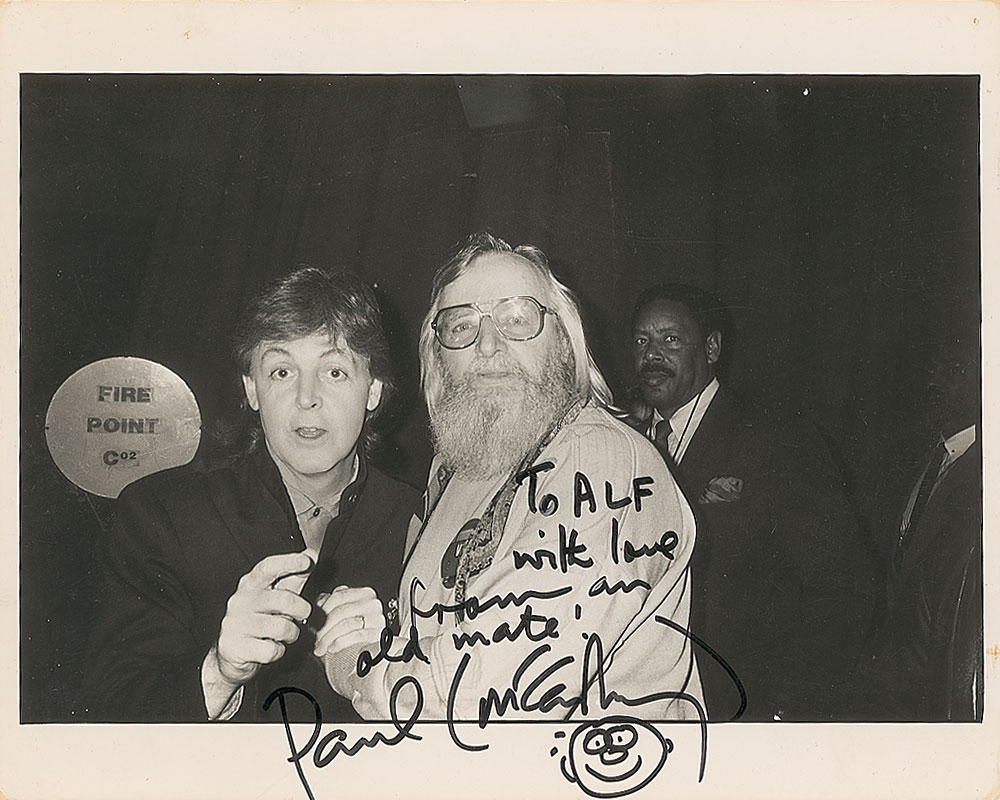 FIRE
POINT
CO2
To ALF
with love
from an
old mate!
Paul McCartney